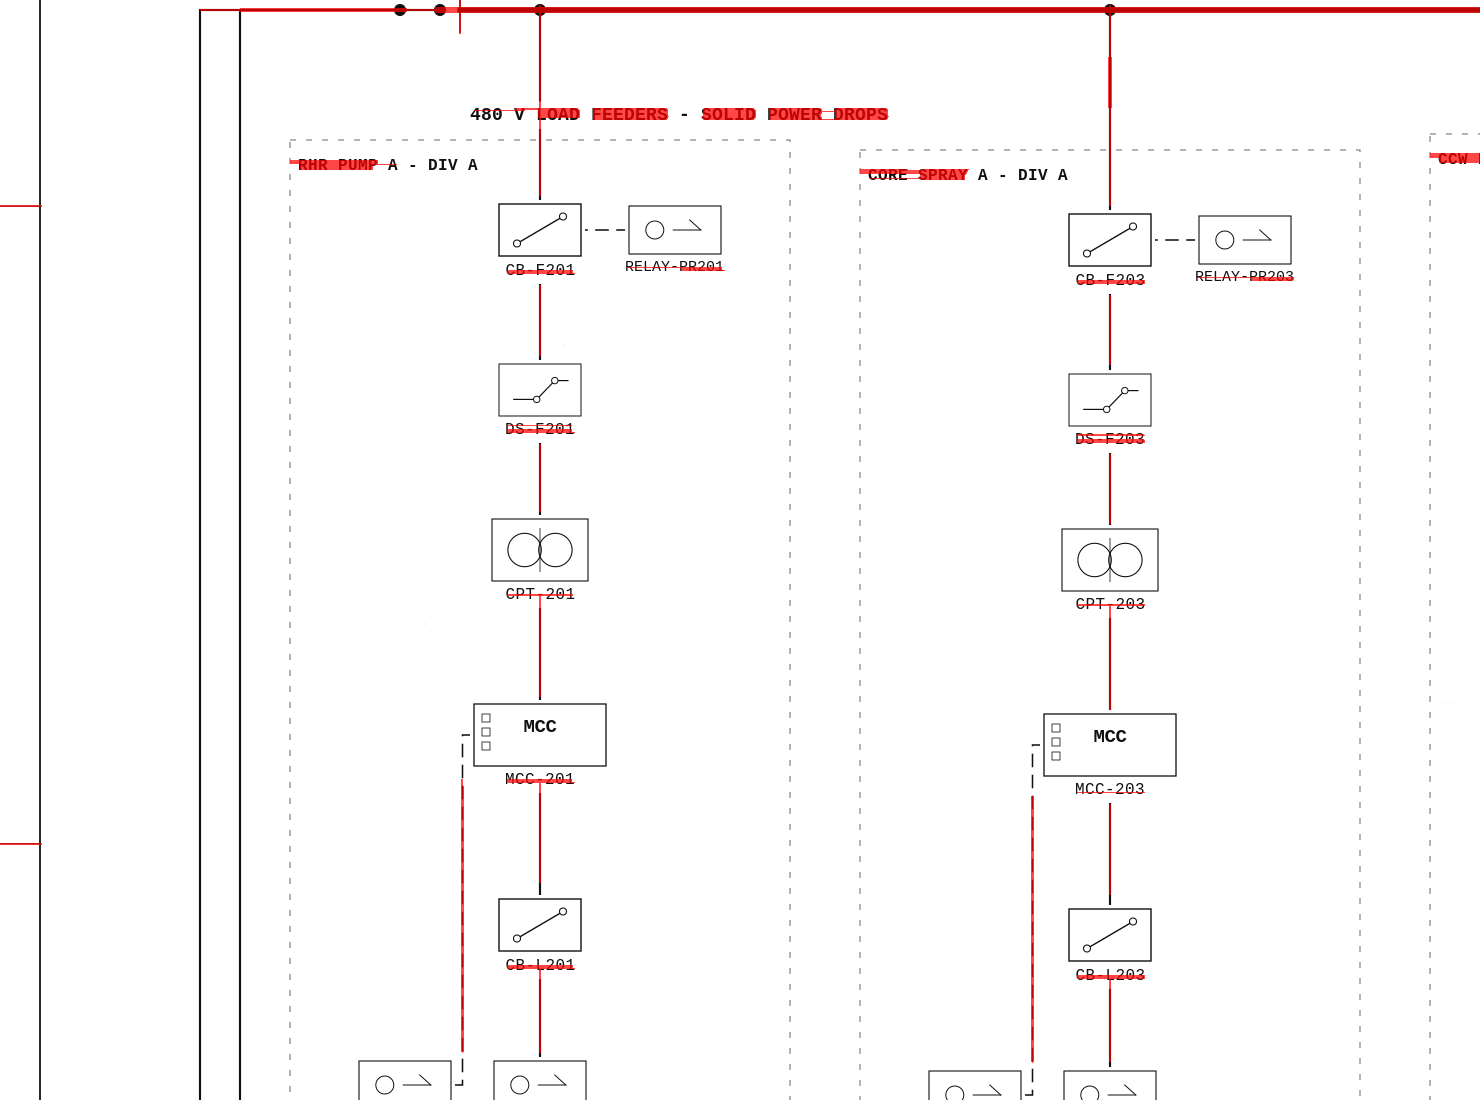 480 V LOAD FEEDERS - SOLID POWER DROPS
RHR PUMP A - DIV A
CORE SPRAY A - DIV A
CCW
CB-F201
RELAY-PR201
CB-F203
RELAY-PR203
DS-F201
DS-F203
CPT-201
CPT-203
MCC
MCC
MCC-201
MCC-203
CB-L201
CB-L203